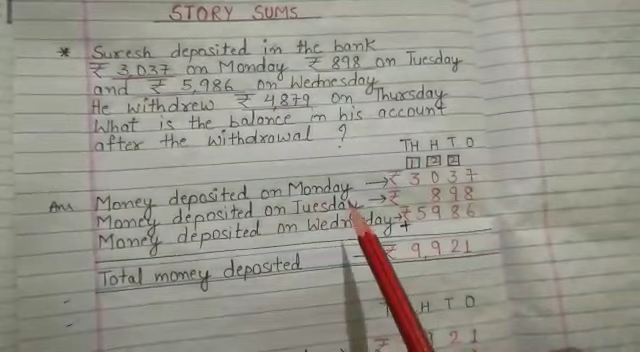 STORY SUMS
* Suresh deposited in the bank
₹ 3,037 on Monday ₹ 898 on Tuesday
and ₹ 5,986 on Wednesday
He withdrew ₹ 4,879 on Thursday
What is the balance in his account
after the withdrawal ?
TH H T O
1 2 2
Ans Money deposited on Monday → ₹ 3 0 3 7
Money deposited on Tuesday → ₹ 8 9 8
Money deposited on Wednesday → ₹ 5 9 8 6
+
Total money deposited ₹ 9,9 2 1
H T O
₹ 2 1